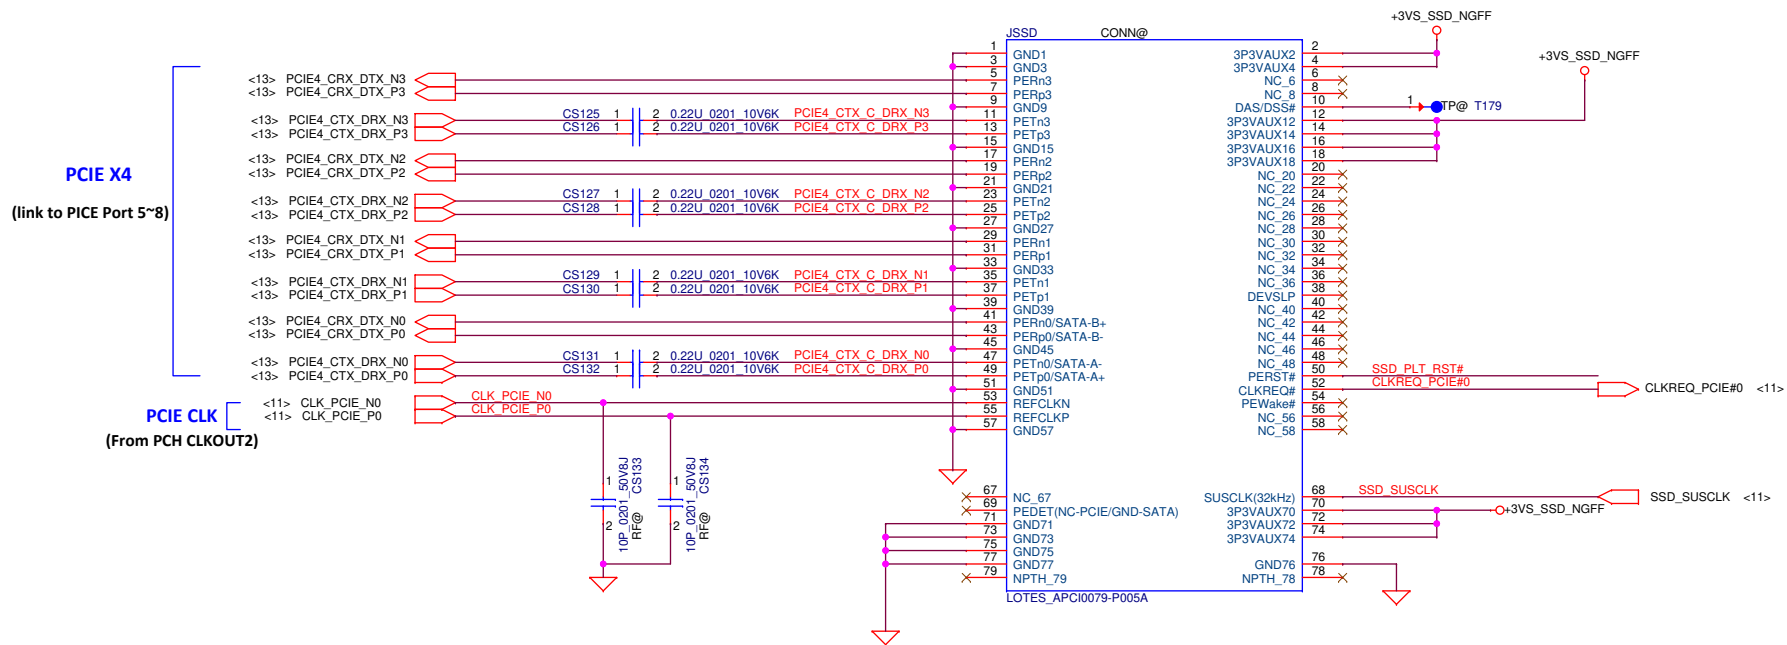 +3VS_SSD_NGFF
JSSD CONN@
+3VS_SSD_NGFF
1 GND1 3P3VAUX2 2
3 GND3 3P3VAUX4 4
<13> PCIE4_CRX_DTX_N3 5 PERn3 NC_6 6
<13> PCIE4_CRX_DTX_P3 7 PERp3 NC_8 8
9 GND9 DAS/DSS# 10 1 TP@ T179
<13> PCIE4_CTX_DRX_N3 CS125 1 2 0.22U_0201_10V6K PCIE4_CTX_C_DRX_N3 11 PETn3 3P3VAUX12 12
<13> PCIE4_CTX_DRX_P3 CS126 1 2 0.22U_0201_10V6K PCIE4_CTX_C_DRX_P3 13 PETp3 3P3VAUX14 14
15 GND15 3P3VAUX16 16
<13> PCIE4_CRX_DTX_N2 17 PERn2 3P3VAUX18 18
<13> PCIE4_CRX_DTX_P2 19 PERp2 NC_20 20
PCIE X4
21 GND21 NC_22 22
<13> PCIE4_CTX_DRX_N2 CS127 1 2 0.22U_0201_10V6K PCIE4_CTX_C_DRX_N2 23 PETn2 NC_24 24
(link to PICE Port 5~8)
<13> PCIE4_CTX_DRX_P2 CS128 1 2 0.22U_0201_10V6K PCIE4_CTX_C_DRX_P2 25 PETp2 NC_26 26
27 GND27 NC_28 28
<13> PCIE4_CRX_DTX_N1 29 PERn1 NC_30 30
<13> PCIE4_CRX_DTX_P1 31 PERp1 NC_32 32
33 GND33 NC_34 34
<13> PCIE4_CTX_DRX_N1 CS129 1 2 0.22U_0201_10V6K PCIE4_CTX_C_DRX_N1 35 PETn1 NC_36 36
<13> PCIE4_CTX_DRX_P1 CS130 1 2 0.22U_0201_10V6K PCIE4_CTX_C_DRX_P1 37 PETp1 DEVSLP 38
39 GND39 NC_40 40
<13> PCIE4_CRX_DTX_N0 41 PERn0/SATA-B+ NC_42 42
<13> PCIE4_CRX_DTX_P0 43 PERp0/SATA-B- NC_44 44
45 GND45 NC_46 46
<13> PCIE4_CTX_DRX_N0 CS131 1 2 0.22U_0201_10V6K PCIE4_CTX_C_DRX_N0 47 PETn0/SATA-A- NC_48 48
<13> PCIE4_CTX_DRX_P0 CS132 1 2 0.22U_0201_10V6K PCIE4_CTX_C_DRX_P0 49 PETp0/SATA-A+ PERST# 50 SSD_PLT_RST#
51 GND51 CLKREQ# 52 CLKREQ_PCIE#0 CLKREQ_PCIE#0 <11>
<11> CLK_PCIE_N0 CLK_PCIE_N0 53 REFCLKN PEWake# 54
PCIE CLK
<11> CLK_PCIE_P0 CLK_PCIE_P0 55 REFCLKP NC_56 56
57 GND57 NC_58 58
(From PCH CLKOUT2)
1 2 10P_0201_50V8J CS133 RF@
1 2 10P_0201_50V8J CS134 RF@
67 NC_67 SUSCLK(32kHz) 68 SSD_SUSCLK SSD_SUSCLK <11>
69 PEDET(NC-PCIE/GND-SATA) 3P3VAUX70 70 +3VS_SSD_NGFF
71 GND71 3P3VAUX72 72
73 GND73 3P3VAUX74 74
75 GND75
77 GND77 GND76 76
79 NPTH_79 NPTH_78 78
LOTES_APCI0079-P005A